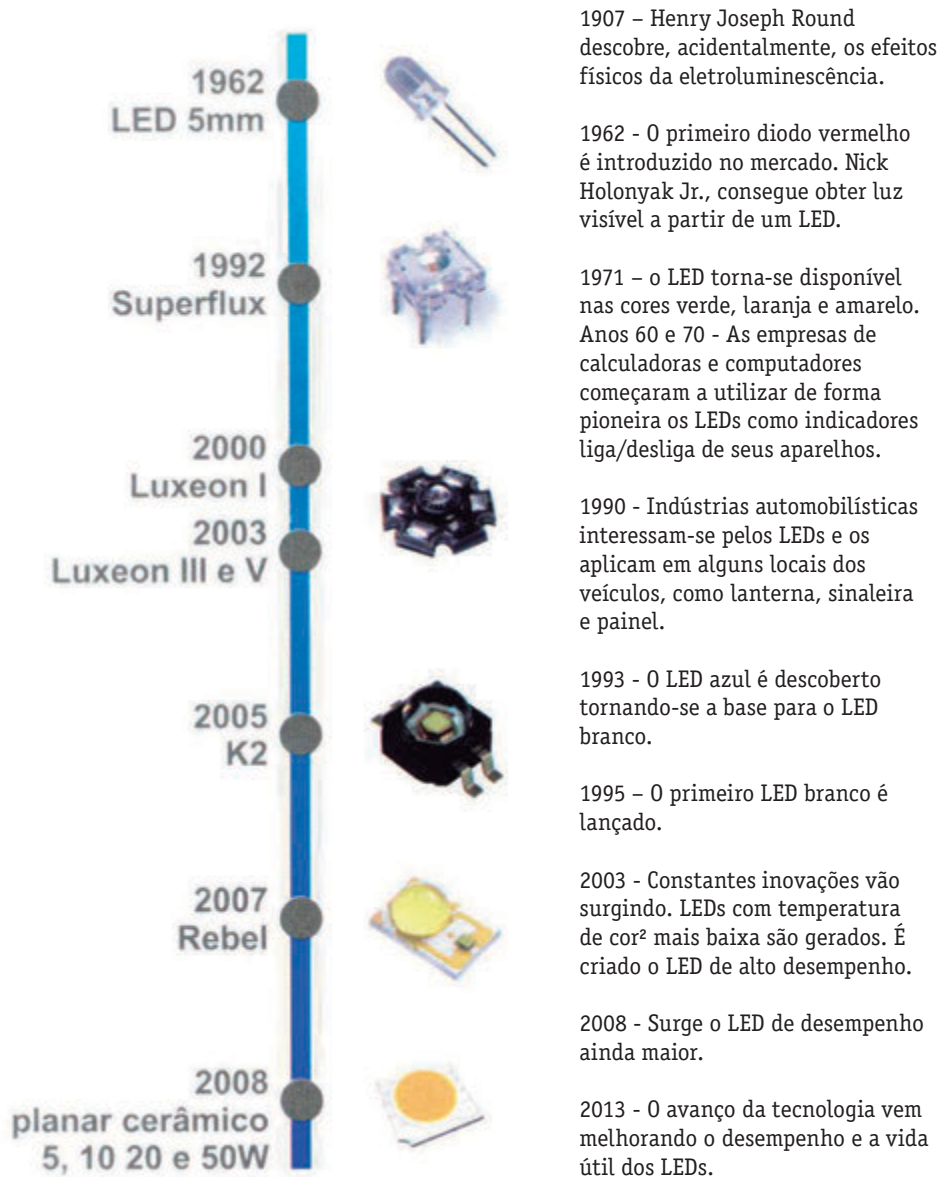 1962
LED 5mm
1992
Superflux
2000
Luxeon I
2003
Luxeon III e V
2005
K2
2007
Rebel
2008
planar cerâmico
5, 10 20 e 50W
1907 – Henry Joseph Round
descobre, acidentalmente, os efeitos
físicos da eletroluminescência.
1962 - O primeiro diodo vermelho
é introduzido no mercado. Nick
Holonyak Jr., consegue obter luz
visível a partir de um LED.
1971 – o LED torna-se disponível
nas cores verde, laranja e amarelo.
Anos 60 e 70 - As empresas de
calculadoras e computadores
começaram a utilizar de forma
pioneira os LEDs como indicadores
liga/desliga de seus aparelhos.
1990 - Indústrias automobilísticas
interessam-se pelos LEDs e os
aplicam em alguns locais dos
veículos, como lanterna, sinaleira
e painel.
1993 - O LED azul é descoberto
tornando-se a base para o LED
branco.
1995 – O primeiro LED branco é
lançado.
2003 - Constantes inovações vão
surgindo. LEDs com temperatura
de cor² mais baixa são gerados. É
criado o LED de alto desempenho.
2008 - Surge o LED de desempenho
ainda maior.
2013 - O avanço da tecnologia vem
melhorando o desempenho e a vida
útil dos LEDs.